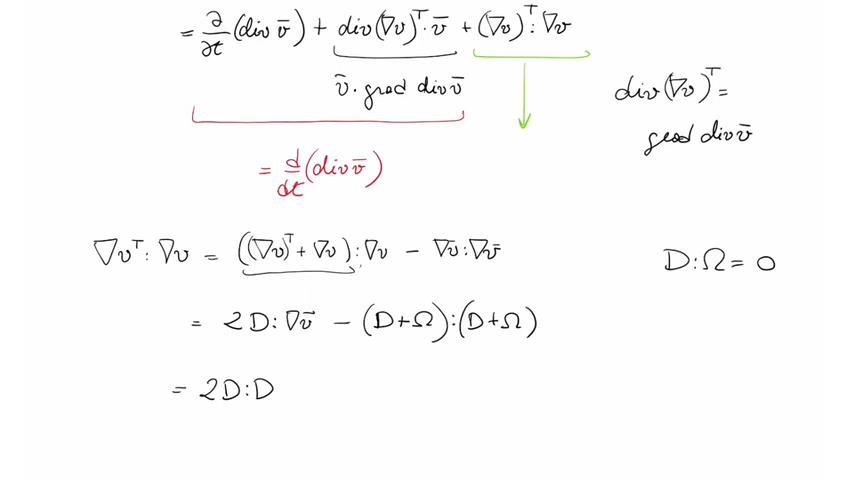 = ∂/∂t (div v̄) + div(∇v)ᵀ · v̄ + (∇v)ᵀ : ∇v
v̄ · grad div v̄
div(∇v)ᵀ =
grad div v̄
= d/dt (div v̄)
∇vᵀ : ∇v = ((∇v)ᵀ + ∇v) : ∇v − ∇v : ∇v̄
D : Ω = 0
= 2D : ∇v̄ − (D+Ω) : (D+Ω)
= 2D : D